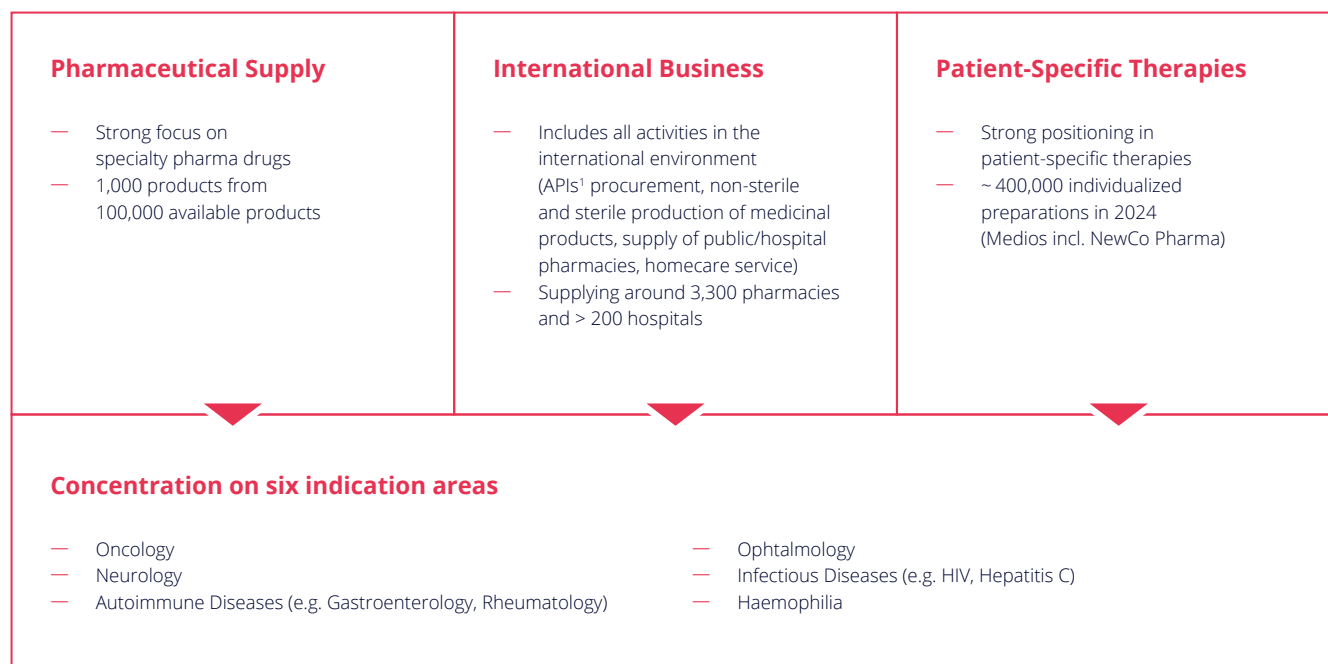 Pharmaceutical Supply
— Strong focus on
specialty pharma drugs
— 1,000 products from
100,000 available products
International Business
— Includes all activities in the
international environment
(APIs¹ procurement, non-sterile
and sterile production of medicinal
products, supply of public/hospital
pharmacies, homecare service)
— Supplying around 3,300 pharmacies
and > 200 hospitals
Patient-Specific Therapies
— Strong positioning in
patient-specific therapies
— ~ 400,000 individualized
preparations in 2024
(Medios incl. NewCo Pharma)
Concentration on six indication areas
— Oncology
— Neurology
— Autoimmune Diseases (e.g. Gastroenterology, Rheumatology)
— Ophtalmology
— Infectious Diseases (e.g. HIV, Hepatitis C)
— Haemophilia